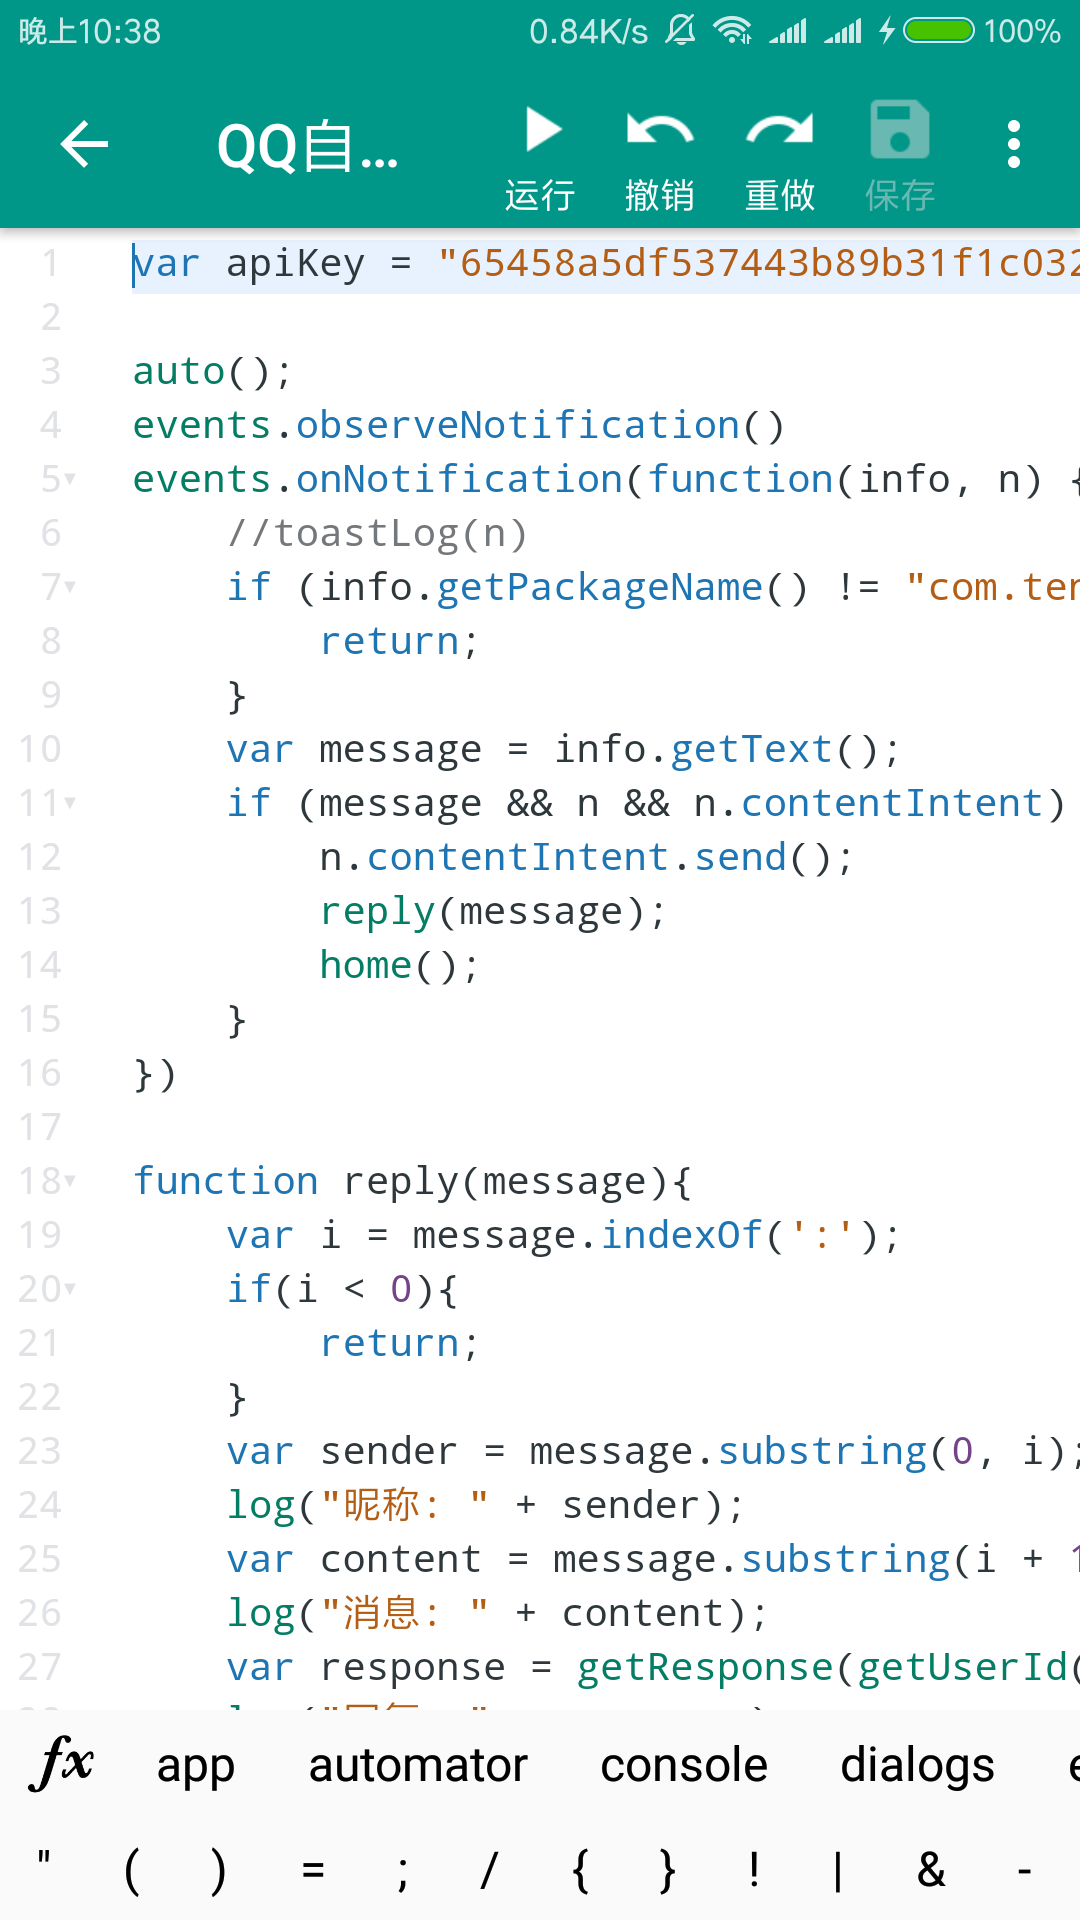 晚上10:38 0.84K/s 100%
QQ自...
运行 撤销 重做 保存
1 var apiKey = "65458a5df537443b89b31f1c032
2
3 auto();
4 events.observeNotification()
5 events.onNotification(function(info, n) {
6 //toastLog(n)
7 if (info.getPackageName() != "com.ten
8 return;
9 }
10 var message = info.getText();
11 if (message && n && n.contentIntent)
12 n.contentIntent.send();
13 reply(message);
14 home();
15 }
16 })
17
18 function reply(message){
19 var i = message.indexOf(':');
20 if(i < 0){
21 return;
22 }
23 var sender = message.substring(0, i);
24 log("昵称: " + sender);
25 var content = message.substring(i + 1
26 log("消息: " + content);
27 var response = getResponse(getUserId(
fx app automator console dialogs e
" ( ) = ; / { } ! | & -